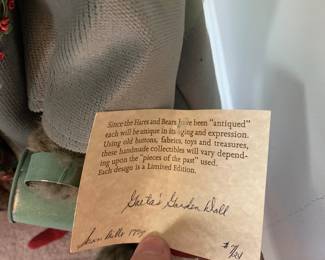 Since the Hares and Bears have been "antiqued"
each will be unique in its aging and expression.
Using old buttons, fabrics, toys and treasures,
these handmade collectibles will vary depend-
ing upon the "pieces of the past" used.
Each design is a Limited Edition.
Greta's Garden Doll